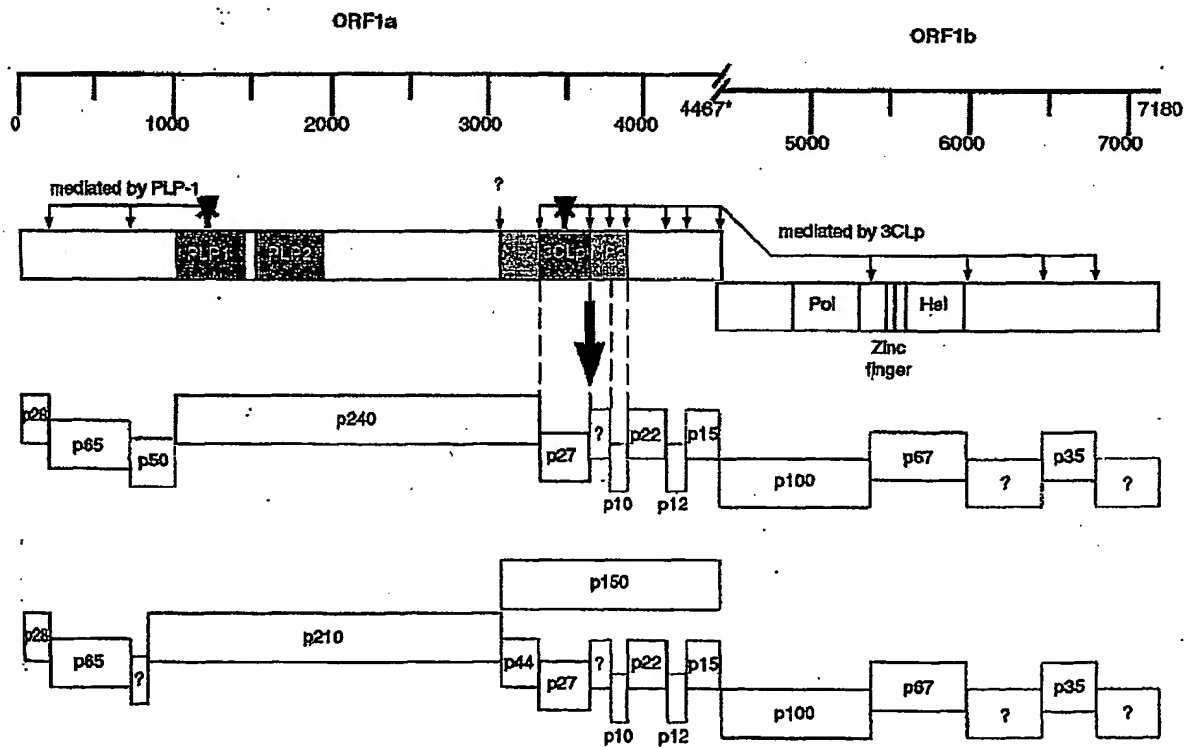 ORF1a
ORF1b
4467*
7180
0
1000
2000
3000
4000
5000
6000
7000
mediated by PLP-1
?
mediated by 3CLp
PLP1
PLP2
3CLp
Pol
Hel
Zinc
finger
p28
p65
p50
p240
p27
?
p10
p22
p12
p15
p100
p67
?
p35
?
p150
p28
p65
?
p210
p44
p27
?
p10
p22
p12
p15
p100
p67
?
p35
?